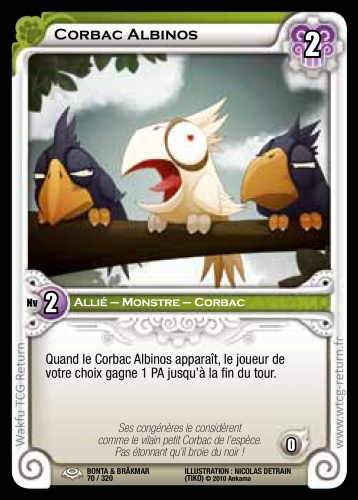 Corbac Albinos
2
Nv 2
Allié – Monstre – Corbac
Quand le Corbac Albinos apparaît, le joueur de
votre choix gagne 1 PA jusqu'à la fin du tour.
Ses congénères le considèrent
comme le vilain petit Corbac de l'espèce.
Pas étonnant qu'il broie du noir !
0
BONTA & BRÂKMAR
70 / 320
ILLUSTRATION : NICOLAS DETRAIN
(TIKO) © 2010 Ankama
Wakfu TCG Return
www.wtcg-return.fr